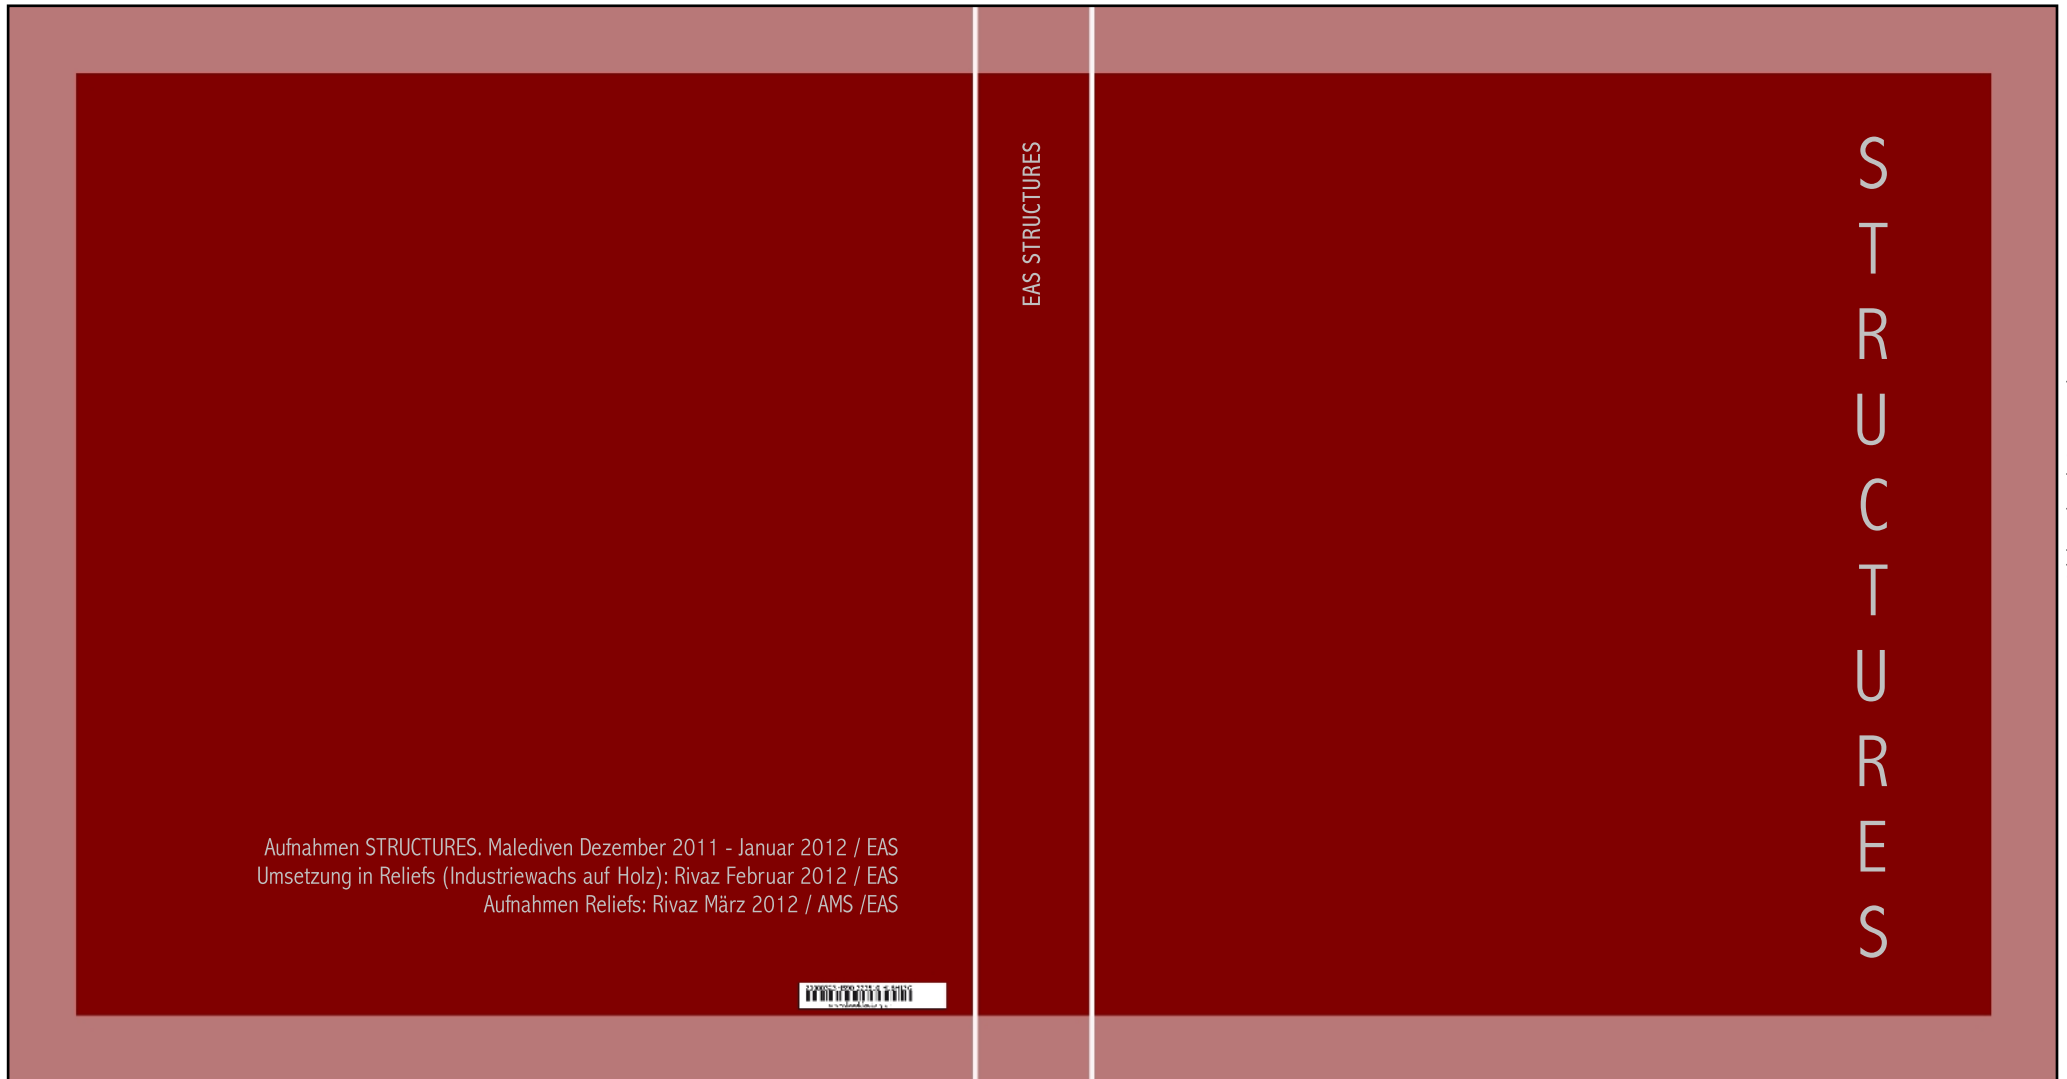 EAS STRUCTURES
STRUCTURES
Aufnahmen STRUCTURES. Malediven Dezember 2011 - Januar 2012 / EAS
Umsetzung in Reliefs (Industriewachs auf Holz): Rivaz Februar 2012 / EAS
Aufnahmen Reliefs: Rivaz März 2012 / AMS /EAS